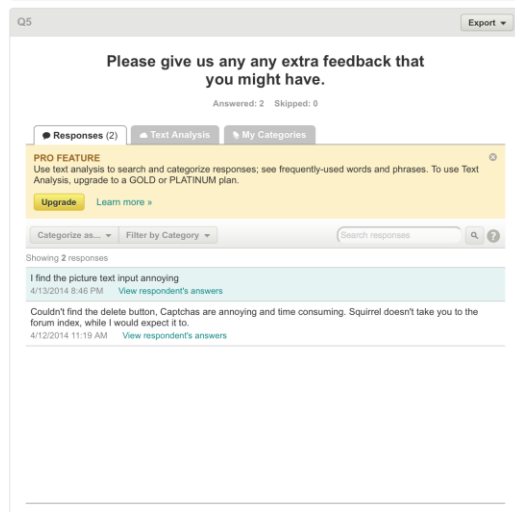 Q5
Export
Please give us any any extra feedback that
you might have.
Answered: 2 Skipped: 0
Responses (2)
Text Analysis
My Categories
PRO FEATURE
Use text analysis to search and categorize responses; see frequently-used words and phrases. To use Text
Analysis, upgrade to a GOLD or PLATINUM plan.
Upgrade Learn more »
Categorize as... Filter by Category Search responses ?
Showing 2 responses
I find the picture text input annoying
4/13/2014 8:46 PM View respondent's answers
Couldn't find the delete button, Captchas are annoying and time consuming. Squirrel doesn't take you to the
forum index, while I would expect it to.
4/12/2014 11:19 AM View respondent's answers